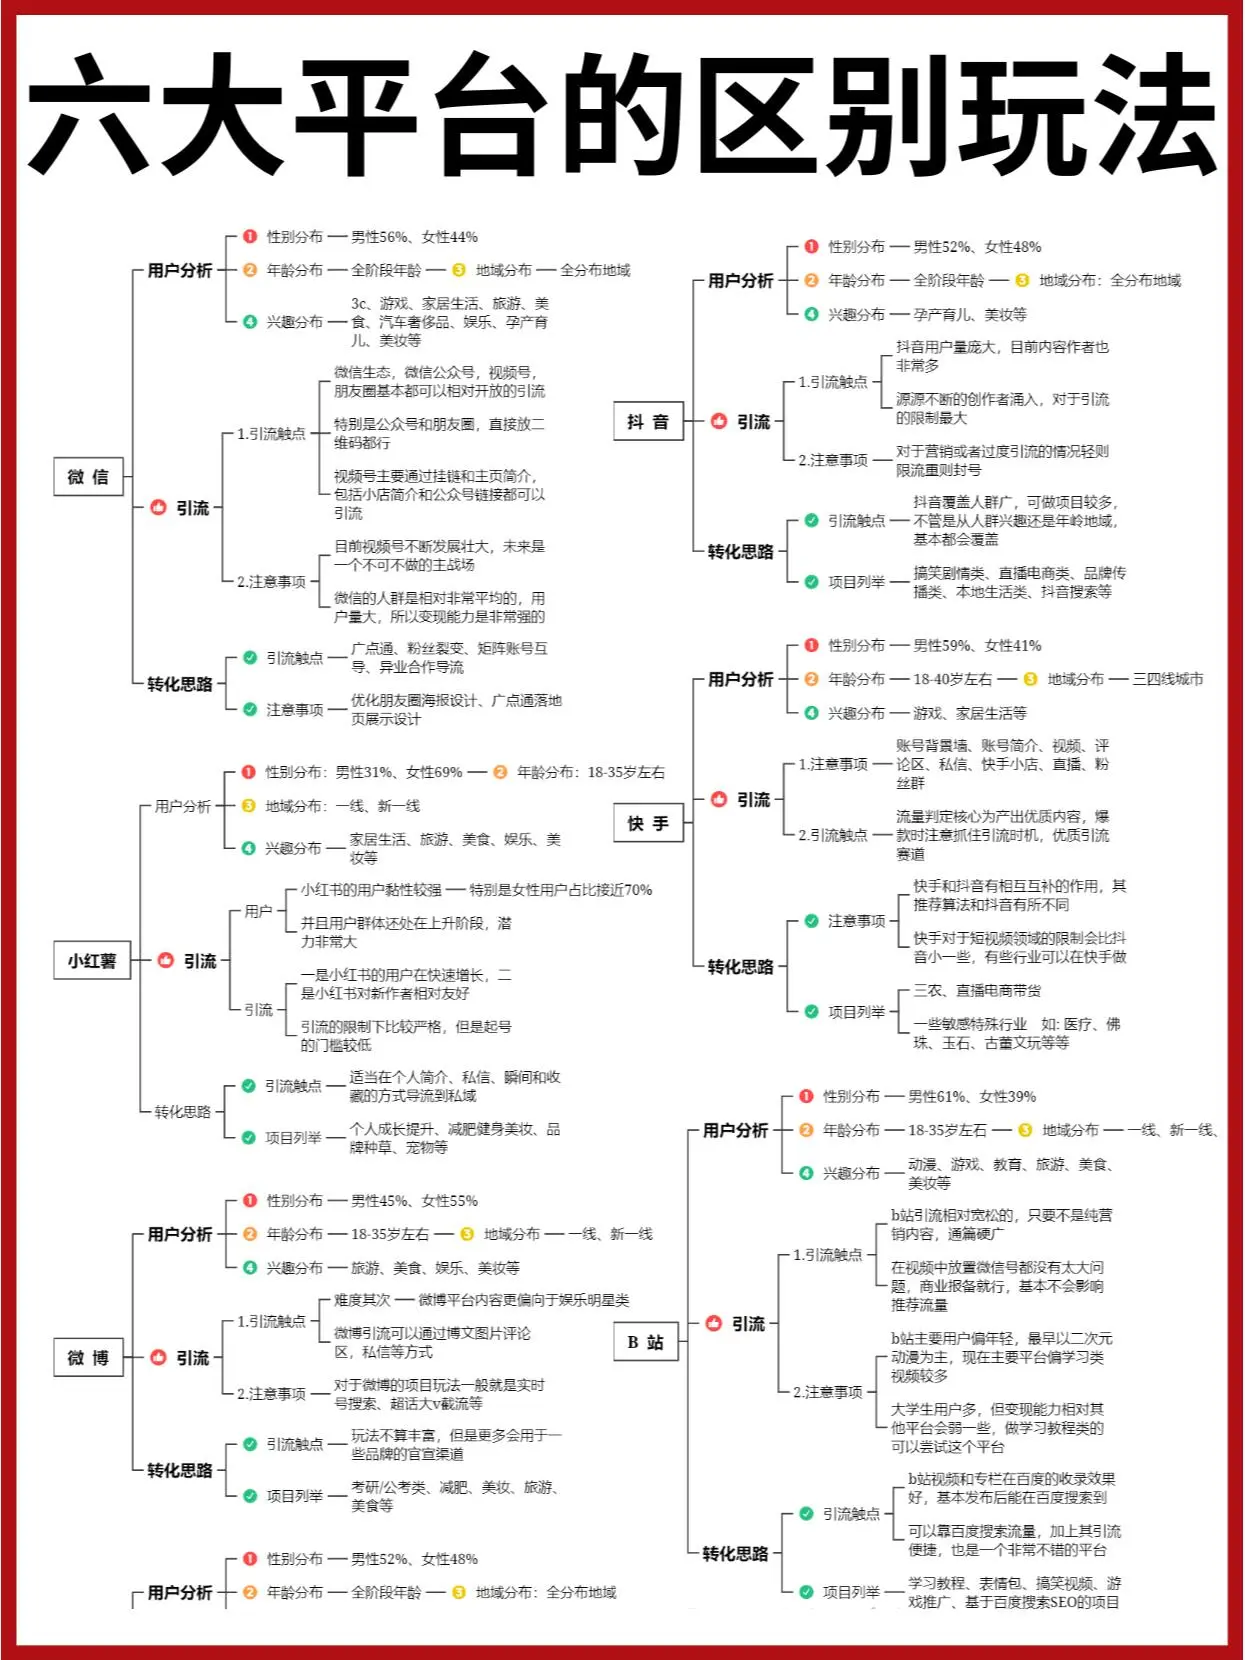 六大平台的区别玩法
微 信
用户分析
1 性别分布 男性56%、女性44%
2 年龄分布 全阶段年龄 3 地域分布 全分布地域
4 兴趣分布 3c、游戏、家居生活、旅游、美
食、汽车奢侈品、娱乐、孕产育
儿、美妆等
引流
1.引流触点
微信生态，微信公众号，视频号，
朋友圈基本都可以相对开放的引流
特别是公众号和朋友圈，直接放二
维码都行
视频号主要通过挂链和主页简介，
包括小店简介和公众号链接都可以
引流
2.注意事项
目前视频号不断发展壮大，未来是
一个不可不做的主战场
微信的人群是相对非常平均的，用
户量大，所以变现能力是非常强的
转化思路
引流触点 广点通、粉丝裂变、矩阵账号互
导、异业合作导流
注意事项 优化朋友圈海报设计、广点通落地
页展示设计
小红薯
用户分析
1 性别分布：男性31%、女性69% 2 年龄分布：18-35岁左右
3 地域分布：一线、新一线
4 兴趣分布 家居生活、旅游、美食、娱乐、美
妆等
引流
用户
小红书的用户黏性较强 特别是女性用户占比接近70%
并且用户群体还处在上升阶段，潜
力非常大
引流
一是小红书的用户在快速增长，二
是小红书对新作者相对友好
引流的限制下比较严格，但是起号
的门槛较低
转化思路
引流触点 适当在个人简介、私信、瞬间和收
藏的方式导流到私域
项目列举 个人成长提升、减肥健身美妆、品
牌种草、宠物等
微 博
用户分析
1 性别分布 男性45%、女性55%
2 年龄分布 18-35岁左右 3 地域分布 一线、新一线
4 兴趣分布 旅游、美食、娱乐、美妆等
引流
1.引流触点
难度其次 微博平台内容更偏向于娱乐明星类
微博引流可以通过博文图片评论
区，私信等方式
2.注意事项 对于微博的项目玩法一般就是实时
号搜索、超话大v截流等
转化思路
引流触点 玩法不算丰富，但是更多会用于一
些品牌的官宣渠道
项目列举 考研/公考类、减肥、美妆、旅游、
美食等
用户分析
1 性别分布 男性52%、女性48%
2 年龄分布 全阶段年龄 3 地域分布：全分布地域
抖 音
用户分析
1 性别分布 男性52%、女性48%
2 年龄分布 全阶段年龄 3 地域分布：全分布地域
4 兴趣分布 孕产育儿、美妆等
引流
1.引流触点
抖音用户量庞大，目前内容作者也
非常多
源源不断的创作者涌入，对于引流
的限制最大
2.注意事项 对于营销或者过度引流的情况轻则
限流重则封号
转化思路
引流触点 抖音覆盖人群广，可做项目较多，
不管是从人群兴趣还是年岭地域，
基本都会覆盖
项目列举 搞笑剧情类、直播电商类、品牌传
播类、本地生活类、抖音搜索等
快 手
用户分析
1 性别分布 男性59%、女性41%
2 年龄分布 18-40岁左右 3 地域分布 三四线城市
4 兴趣分布 游戏、家居生活等
引流
1.注意事项 账号背景墙、账号简介、视频、评
论区、私信、快手小店、直播、粉
丝群
2.引流触点 流量判定核心为产出优质内容，爆
款时注意抓住引流时机，优质引流
赛道
转化思路
注意事项
快手和抖音有相互互补的作用，其
推荐算法和抖音有所不同
快手对于短视频领域的限制会比抖
音小一些，有些行业可以在快手做
项目列举
三农、直播电商带货
一些敏感特殊行业 如：医疗、佛
珠、玉石、古董文玩等等
B 站
用户分析
1 性别分布 男性61%、女性39%
2 年龄分布 18-35岁左石 3 地域分布 一线、新一线、
4 兴趣分布 动漫、游戏、教育、旅游、美食、
美妆等
引流
1.引流触点
b站引流相对宽松的，只要不是纯营
销内容，通篇硬广
在视频中放置微信号都没有太大问
题，商业报备就行，基本不会影响
推荐流量
2.注意事项
b站主要用户偏年轻，最早以二次元
动漫为主，现在主要平台偏学习类
视频较多
大学生用户多，但变现能力相对其
他平台会弱一些，做学习教程类的
可以尝试这个平台
转化思路
引流触点
b站视频和专栏在百度的收录效果
好，基本发布后能在百度搜索到
可以靠百度搜索流量，加上其引流
便捷，也是一个非常不错的平台
项目列举 学习教程、表情包、搞笑视频、游
戏推广、基于百度搜索SEO的项目